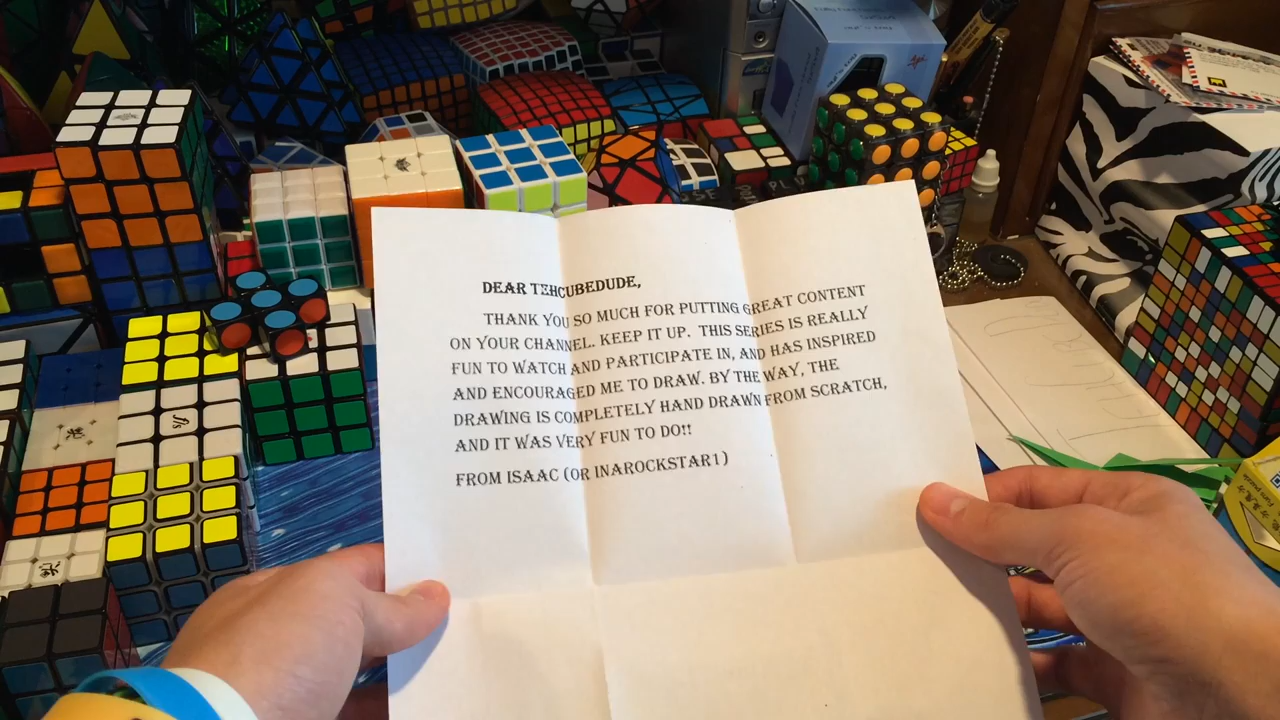 DEAR TEHCUBEDUDE,
THANK YOU SO MUCH FOR PUTTING GREAT CONTENT
ON YOUR CHANNEL. KEEP IT UP. THIS SERIES IS REALLY
FUN TO WATCH AND PARTICIPATE IN, AND HAS INSPIRED
AND ENCOURAGED ME TO DRAW. BY THE WAY, THE
DRAWING IS COMPLETELY HAND DRAWN FROM SCRATCH,
AND IT WAS VERY FUN TO DO!!
FROM ISAAC (OR INAROCKSTAR1)